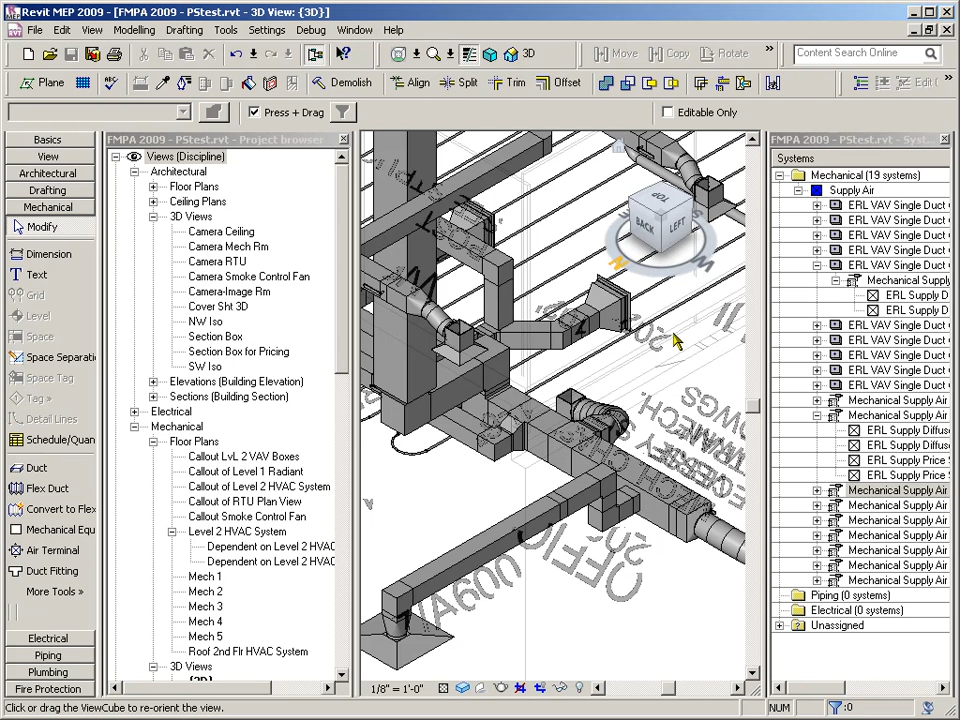 Revit MEP 2009 - [FMPA 2009 - PStest.rvt - 3D View: {3D}]
File Edit View Modelling Drafting Tools Settings Debug Window Help
3D Move Copy Rotate » Content Search Online
Plane Demolish Align Split Trim Offset Edit »
Press + Drag Editable Only
Basics
View
Architectural
Drafting
Mechanical
Modify
Dimension
Text
Grid
Level
Space
Space Separati
Space Tag
Tag »
Detail Lines
Schedule/Quan
Duct
Flex Duct
Convert to Flex
Mechanical Equ
Air Terminal
Duct Fitting
More Tools »
Electrical
Piping
Plumbing
Fire Protection
FMPA 2009 - PStest.rvt - Project browser
Views (Discipline)
Architectural
Floor Plans
Ceiling Plans
3D Views
Camera Ceiling
Camera Mech Rm
Camera RTU
Camera Smoke Control Fan
Camera-Image Rm
Cover Sht 3D
NW Iso
Section Box
Section Box for Pricing
SW Iso
Elevations (Building Elevation)
Sections (Building Section)
Electrical
Mechanical
Floor Plans
Callout LvL 2 VAV Boxes
Callout of Level 1 Radiant
Callout of Level 2 HVAC System
Callout of RTU Plan View
Callout Smoke Control Fan
Level 2 HVAC System
Dependent on Level 2 HVAC
Dependent on Level 2 HVAC
Mech 1
Mech 2
Mech 3
Mech 4
Mech 5
Roof 2nd Flr HVAC System
3D Views
{3D}
TOP
BACK
LEFT
N
W
OFFIC
1/8" = 1'-0"
FMPA 2009 - PStest.rvt - Syst
Systems
Mechanical (19 systems)
Supply Air
ERL VAV Single Duct
ERL VAV Single Duct
ERL VAV Single Duct
ERL VAV Single Duct
ERL VAV Single Duct
Mechanical Supply
ERL Supply D
ERL Supply D
ERL VAV Single Duct
ERL VAV Single Duct
ERL VAV Single Duct
ERL VAV Single Duct
ERL VAV Single Duct
Mechanical Supply Air
Mechanical Supply Air
ERL Supply Diffuse
ERL Supply Diffuse
ERL Supply Price
ERL Supply Price
Mechanical Supply Air
Mechanical Supply Air
Mechanical Supply Air
Mechanical Supply Air
Mechanical Supply Air
Mechanical Supply Air
Mechanical Supply Air
Piping (0 systems)
Electrical (0 systems)
Unassigned
Click or drag the ViewCube to re-orient the view.
NUM :0